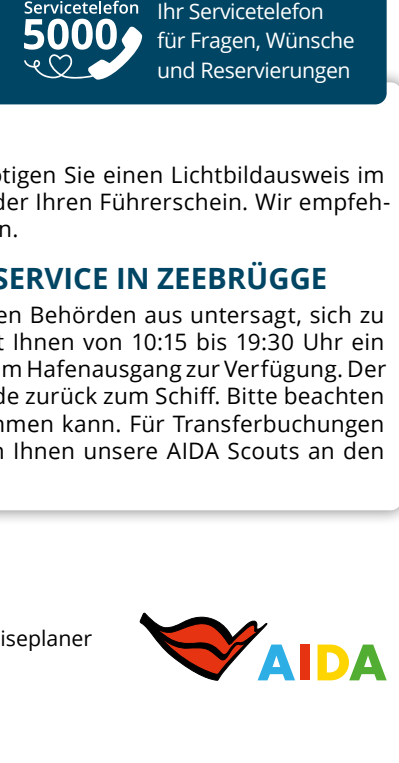 Servicetelefon
5000
Ihr Servicetelefon
für Fragen, Wünsche
und Reservierungen
tigen Sie einen Lichtbildausweis im
der Ihren Führerschein. Wir empfeh-
n.
SERVICE IN ZEEBRÜGGE
en Behörden aus untersagt, sich zu
t Ihnen von 10:15 bis 19:30 Uhr ein
m Hafenausgang zur Verfügung. Der
de zurück zum Schiff. Bitte beachten
mmen kann. Für Transferbuchungen
n Ihnen unsere AIDA Scouts an den
iseplaner
AIDA